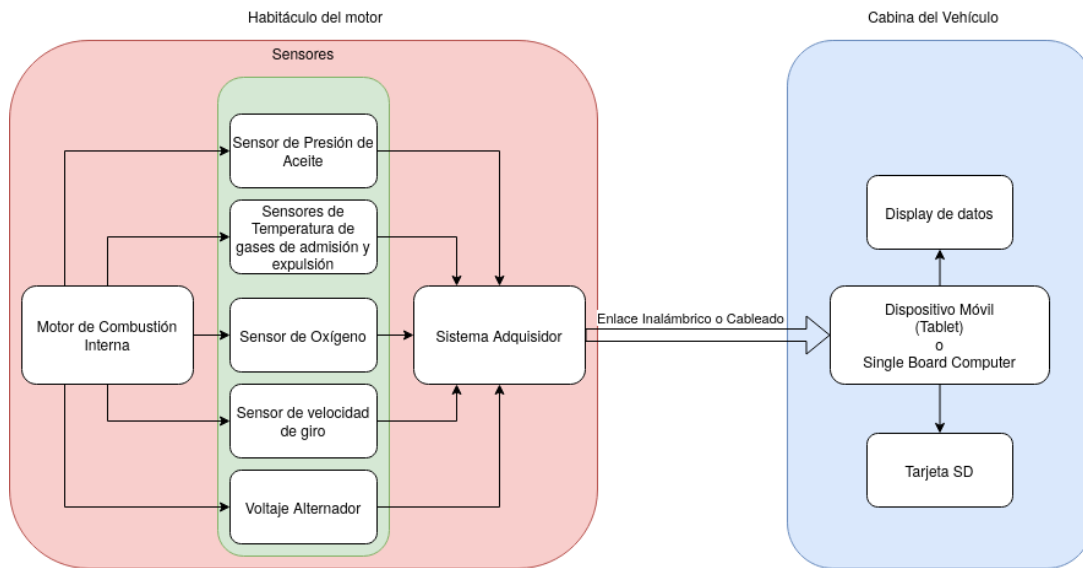 Habitáculo del motor
Cabina del Vehículo
Sensores
Sensor de Presión de
Aceite
Sensores de
Temperatura de
gases de admisión y
expulsión
Motor de Combustión
Interna
Sensor de Oxígeno
Sistema Adquisidor
Enlace Inalámbrico o Cableado
Sensor de velocidad
de giro
Voltaje Alternador
Display de datos
Dispositivo Móvil
(Tablet)
o
Single Board Computer
Tarjeta SD